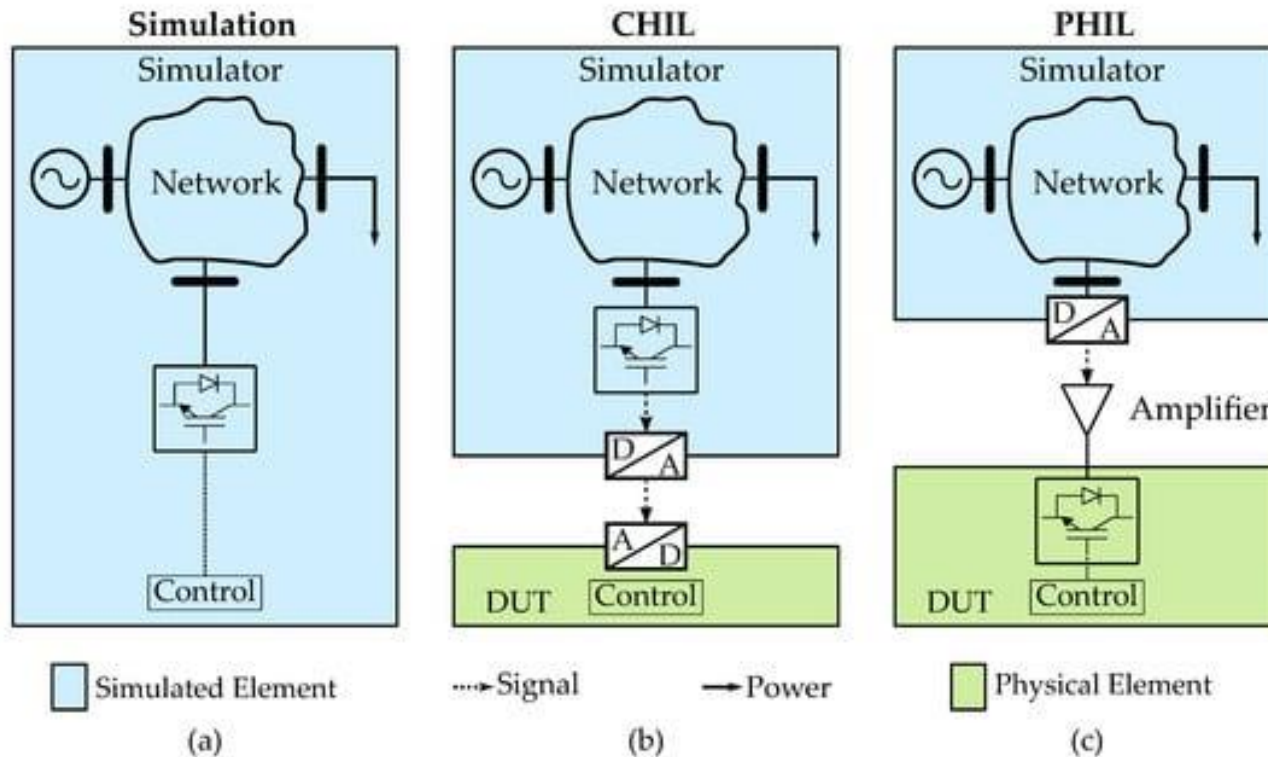 Simulation
CHIL
PHIL
Simulator
Simulator
Simulator
Network
Network
Network
D
A
D
A
Amplifier
A
D
Control
DUT
Control
DUT
Control
Simulated Element
Signal
Power
Physical Element
(a)
(b)
(c)